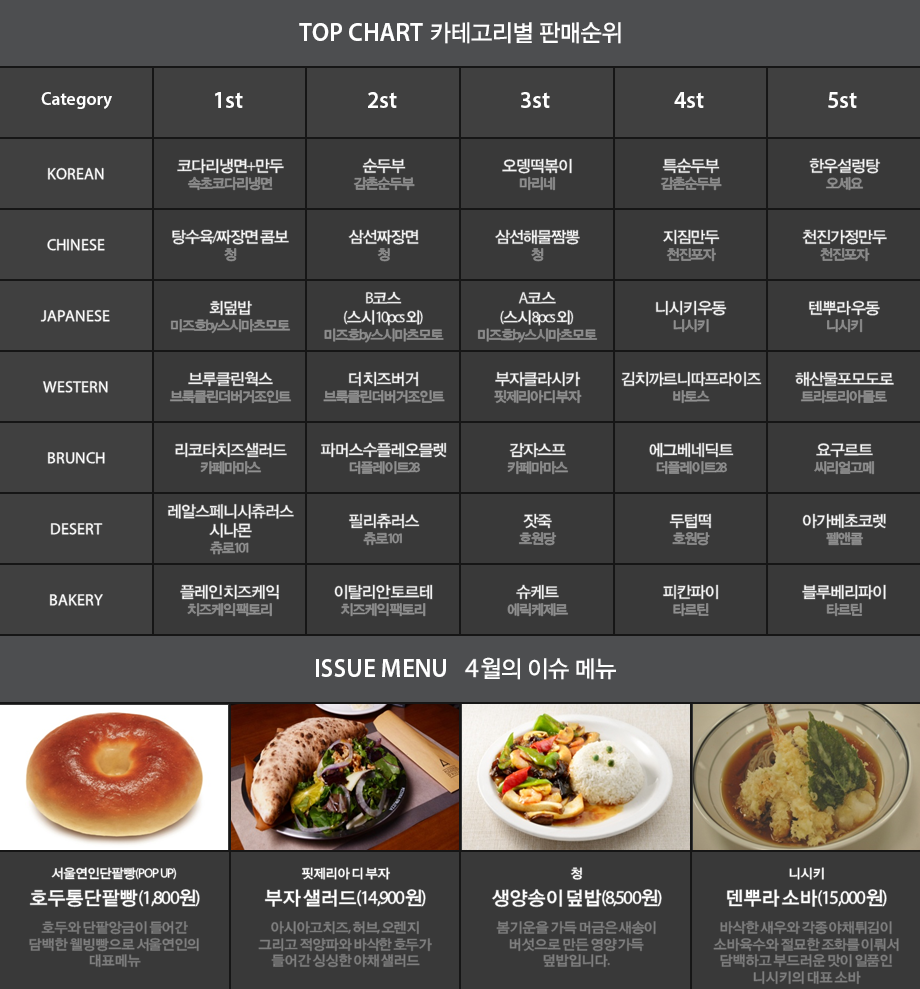 TOP CHART 카테고리별 판매순위
Category 1st 2st 3st 4st 5st
KOREAN
코다리냉면+만두
속초코다리냉면
순두부
감촌순두부
오뎅떡볶이
마리네
특순두부
감촌순두부
한우설렁탕
오세요
CHINESE
탕수육/짜장면 콤보
청
삼선짜장면
청
삼선해물짬뽕
청
지짐만두
천진포자
천진가정만두
천진포자
JAPANESE
회덮밥
미즈호by스시마츠모토
B코스
(스시10pcs 외)
미즈호by스시마츠모토
A코스
(스시8pcs 외)
미즈호by스시마츠모토
니시키우동
니시키
텐뿌라우동
니시키
WESTERN
브루클린웍스
브룩클린더버거조인트
더치즈버거
브룩클린더버거조인트
부자클라시카
핏제리아디부자
김치까르니따프라이즈
바토스
해산물포모도로
트라토리아몰토
BRUNCH
리코타치즈샐러드
카페마마스
파머스수플레오믈렛
더플레이트28
감자스프
카페마마스
에그베네딕트
더플레이트28
요구르트
씨리얼고메
DESERT
레알스페니시츄러스
시나몬
츄로101
필리츄러스
츄로101
잣죽
호원당
두텁떡
호원당
아가베초코렛
펠앤콜
BAKERY
플레인치즈케익
치즈케익팩토리
이탈리안토르테
치즈케익팩토리
슈케트
에릭케제르
피칸파이
타르틴
블루베리파이
타르틴
ISSUE MENU 4월의 이슈 메뉴
서울연인단팥빵(POP UP)
호두통단팥빵(1,800원)
호두와 단팥앙금이 들어간
담백한 웰빙빵으로 서울연인의
대표메뉴
핏제리아 디 부자
부자 샐러드(14,900원)
아시아고치즈, 허브, 오렌지
그리고 적양파와 바삭한 호두가
들어간 싱싱한 야채 샐러드
청
생양송이 덮밥(8,500원)
봄기운을 가득 머금은 새송이
버섯으로 만든 영양 가득
덮밥입니다.
니시키
덴뿌라 소바(15,000원)
바삭한 새우와 각종 야채튀김이
소바육수와 절묘한 조화를 이뤄서
담백하고 부드러운 맛이 일품인
니시키의 대표 소바